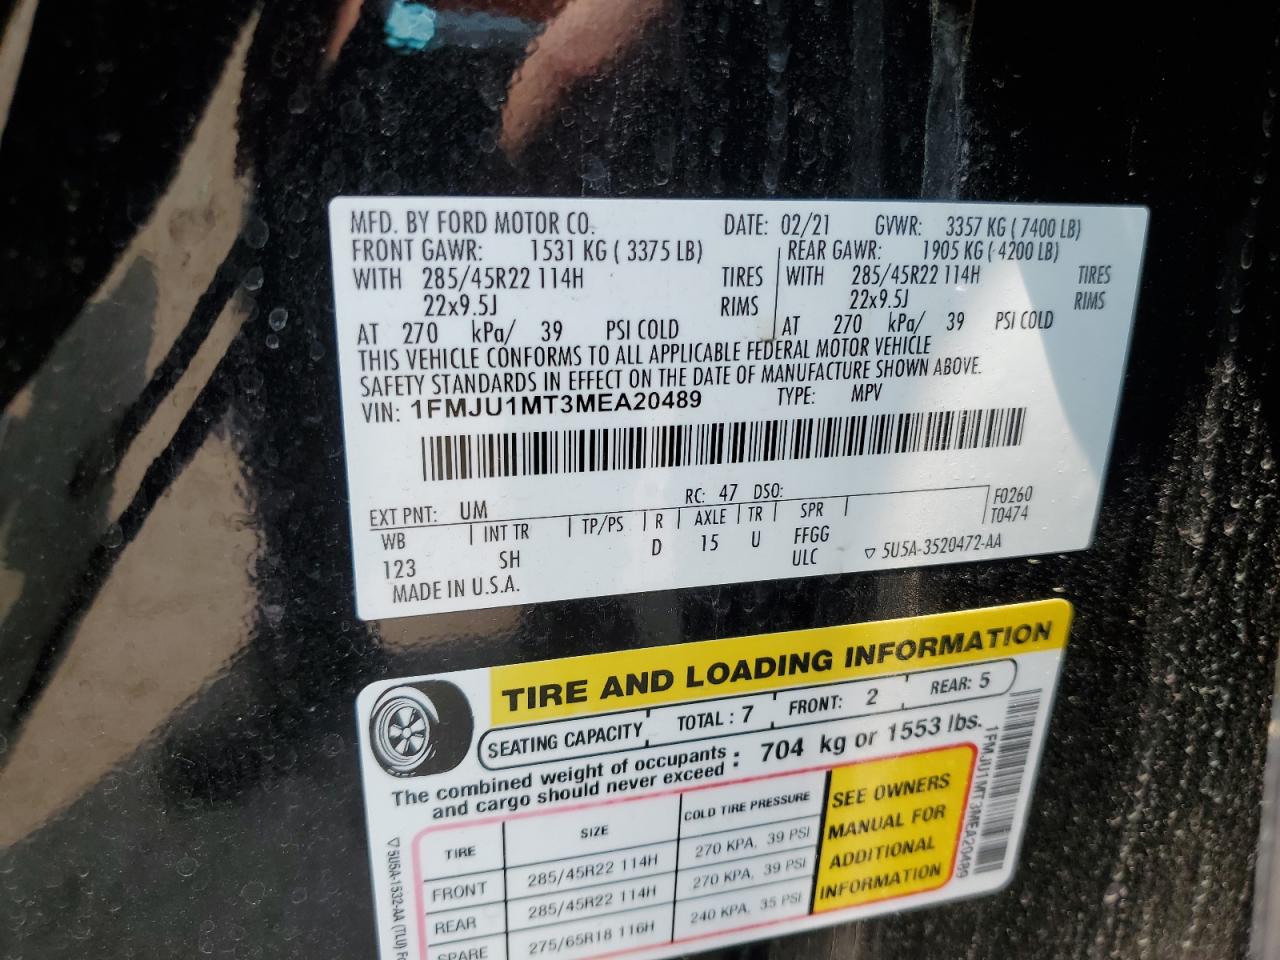 MFD. BY FORD MOTOR CO. DATE: 02/21 GVWR: 3357 KG ( 7400 LB)
FRONT GAWR: 1531 KG ( 3375 LB) REAR GAWR: 1905 KG ( 4200 LB)
WITH 285/45R22 114H TIRES WITH 285/45R22 114H TIRES
22x9.5J RIMS 22x9.5J RIMS
AT 270 kPa/ 39 PSI COLD AT 270 kPa/ 39 PSI COLD
THIS VEHICLE CONFORMS TO ALL APPLICABLE FEDERAL MOTOR VEHICLE
SAFETY STANDARDS IN EFFECT ON THE DATE OF MANUFACTURE SHOWN ABOVE.
VIN: 1FMJU1MT3MEA20489 TYPE: MPV
EXT PNT: UM RC: 47 DSO: F0260
WB INT TR TP/PS R AXLE TR SPR T0474
123 SH D 15 U FFGG
ULC ▽ 5U5A-3520472-AA
MADE IN U.S.A.
TIRE AND LOADING INFORMATION
SEATING CAPACITY TOTAL : 7 FRONT: 2 REAR: 5
The combined weight of occupants : 704 kg or 1553 lbs.
and cargo should never exceed
TIRE SIZE COLD TIRE PRESSURE
FRONT 285/45R22 114H 270 KPA, 39 PSI
REAR 285/45R22 114H 270 KPA, 39 PSI
SPARE 275/65R18 116H 240 KPA, 35 PSI
SEE OWNERS
MANUAL FOR
ADDITIONAL
INFORMATION
1FMJU1MT3MEA20489
▽ 5U5A-1532-AA (TLU)